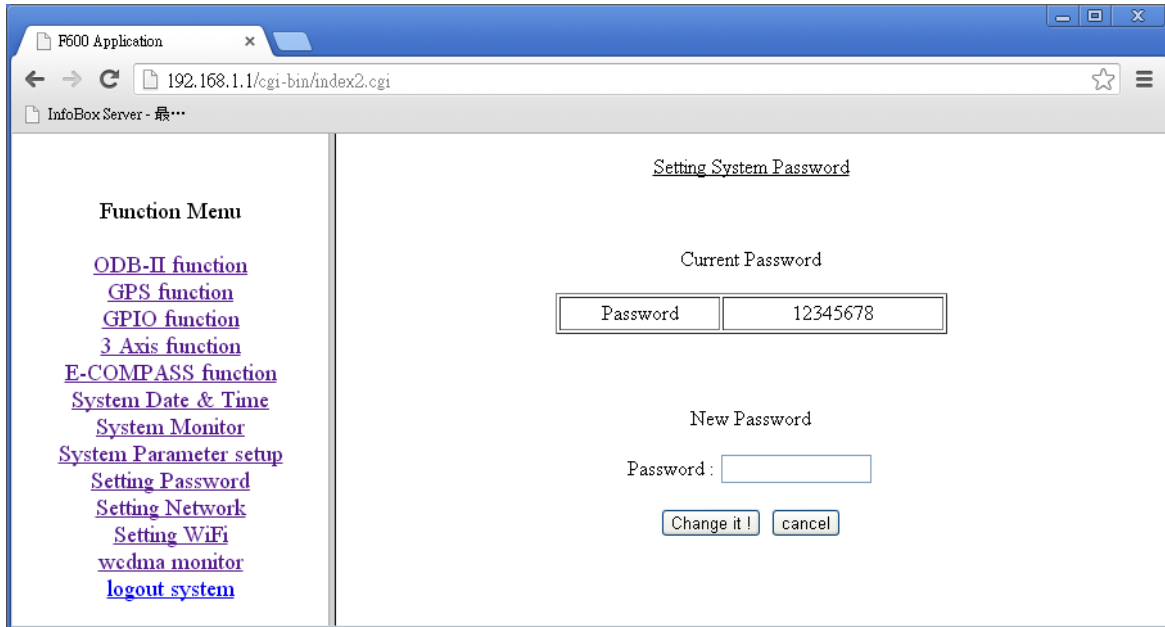 F600 Application
192.168.1.1/cgi-bin/index2.cgi
InfoBox Server - 最…
Function Menu
ODB-II function
GPS function
GPIO function
3 Axis function
E-COMPASS function
System Date & Time
System Monitor
System Parameter setup
Setting Password
Setting Network
Setting WiFi
wcdma monitor
logout system
Setting System Password
Current Password
Password 12345678
New Password
Password :
Change it ! cancel